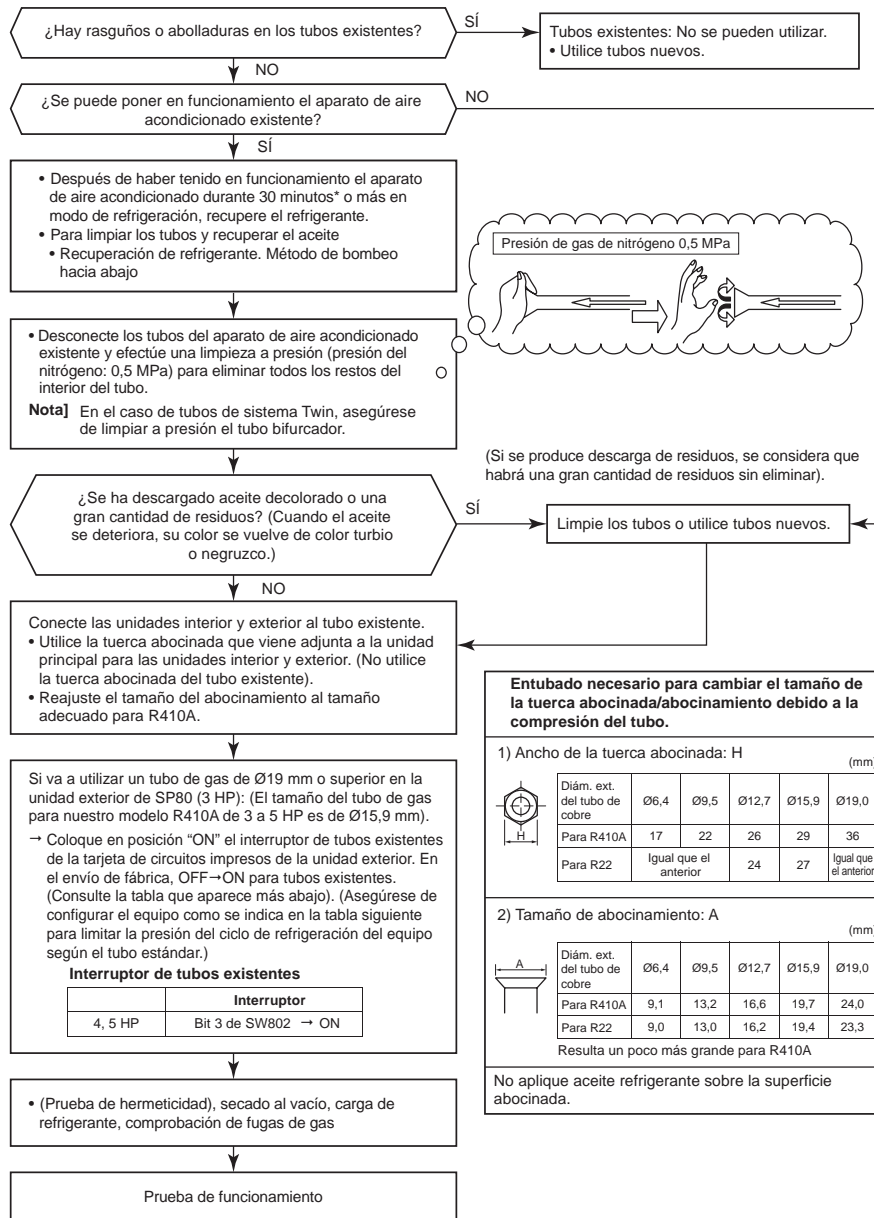 ¿Hay rasguños o abolladuras en los tubos existentes?
SÍ
Tubos existentes: No se pueden utilizar.
• Utilice tubos nuevos.
NO
¿Se puede poner en funcionamiento el aparato de aire
acondicionado existente?
NO
SÍ
• Después de haber tenido en funcionamiento el aparato
de aire acondicionado durante 30 minutos* o más en
modo de refrigeración, recupere el refrigerante.
• Para limpiar los tubos y recuperar el aceite
• Recuperación de refrigerante. Método de bombeo
hacia abajo
Presión de gas de nitrógeno 0,5 MPa
• Desconecte los tubos del aparato de aire acondicionado
existente y efectúe una limpieza a presión (presión del
nitrógeno: 0,5 MPa) para eliminar todos los restos del
interior del tubo.
Nota] En el caso de tubos de sistema Twin, asegúrese
de limpiar a presión el tubo bifurcador.
(Si se produce descarga de residuos, se considera que
habrá una gran cantidad de residuos sin eliminar).
¿Se ha descargado aceite decolorado o una
gran cantidad de residuos? (Cuando el aceite
se deteriora, su color se vuelve de color turbio
o negruzco.)
SÍ
Limpie los tubos o utilice tubos nuevos.
NO
Conecte las unidades interior y exterior al tubo existente.
• Utilice la tuerca abocinada que viene adjunta a la unidad
principal para las unidades interior y exterior. (No utilice
la tuerca abocinada del tubo existente).
• Reajuste el tamaño del abocinamiento al tamaño
adecuado para R410A.
Si va a utilizar un tubo de gas de Ø19 mm o superior en la
unidad exterior de SP80 (3 HP): (El tamaño del tubo de gas
para nuestro modelo R410A de 3 a 5 HP es de Ø15,9 mm).
→ Coloque en posición “ON” el interruptor de tubos existentes
de la tarjeta de circuitos impresos de la unidad exterior. En
el envío de fábrica, OFF→ON para tubos existentes.
(Consulte la tabla que aparece más abajo). (Asegúrese de
configurar el equipo como se indica en la tabla siguiente
para limitar la presión del ciclo de refrigeración del equipo
según el tubo estándar.)
Interruptor de tubos existentes
Interruptor
4, 5 HP Bit 3 de SW802 → ON
• (Prueba de hermeticidad), secado al vacío, carga de
refrigerante, comprobación de fugas de gas
Prueba de funcionamiento
Entubado necesario para cambiar el tamaño de
la tuerca abocinada/abocinamiento debido a la
compresión del tubo.
1) Ancho de la tuerca abocinada: H
(mm)
H
Diám. ext.
del tubo de
cobre
Ø6,4 Ø9,5 Ø12,7 Ø15,9 Ø19,0
Para R410A 17 22 26 29 36
Para R22 Igual que el
anterior
24 27 Igual que
el anterior
2) Tamaño de abocinamiento: A
(mm)
A
Diám. ext.
del tubo de
cobre
Ø6,4 Ø9,5 Ø12,7 Ø15,9 Ø19,0
Para R410A 9,1 13,2 16,6 19,7 24,0
Para R22 9,0 13,0 16,2 19,4 23,3
Resulta un poco más grande para R410A
No aplique aceite refrigerante sobre la superficie
abocinada.